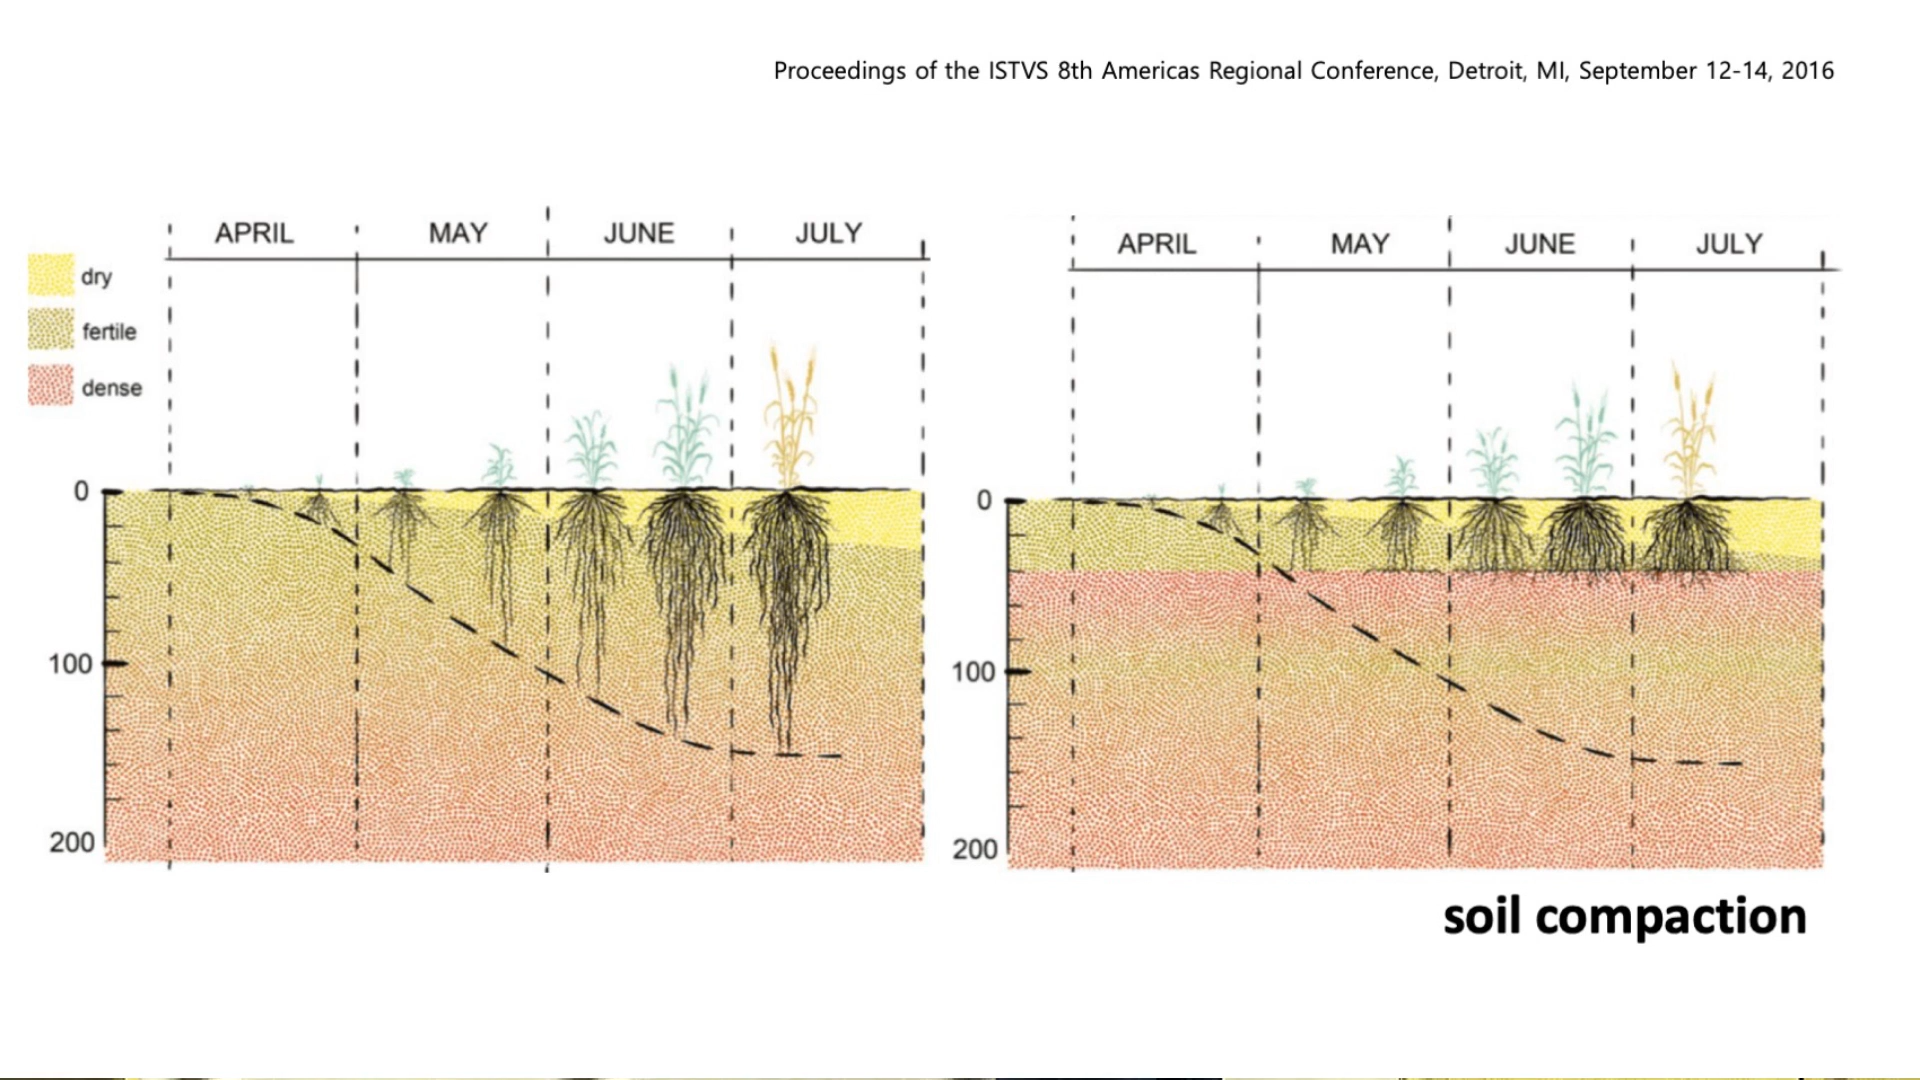 Proceedings of the ISTVS 8th Americas Regional Conference, Detroit, MI, September 12-14, 2016
APRIL MAY JUNE JULY
dry
fertile
dense
0
100
200
APRIL MAY JUNE JULY
0
100
200
soil compaction